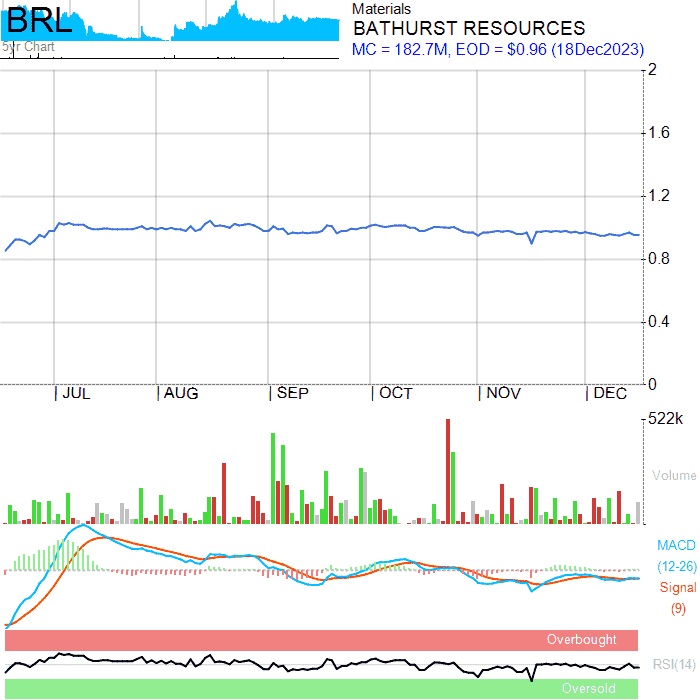 BRL
5yr Chart
Materials
BATHURST RESOURCES
MC = 182.7M, EOD = $0.96 (18Dec2023)
2
1.6
1.2
0.8
0.4
0
JUL AUG SEP OCT NOV DEC
522k
Volume
MACD
(12-26)
Signal
(9)
Overbought
RSI(14)
Oversold